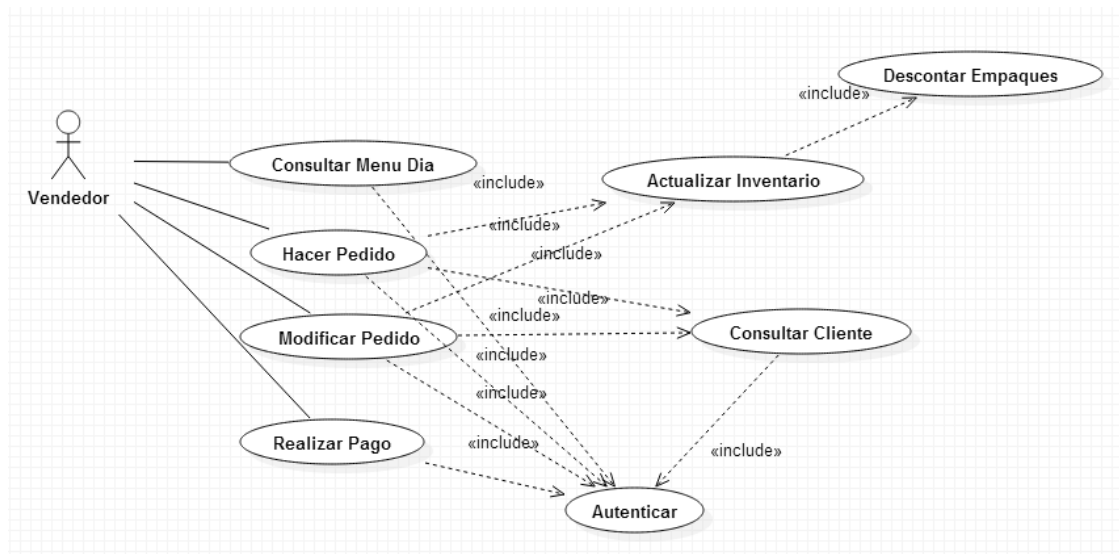 Descontar Empaques
«include»
Vendedor
Consultar Menu Dia
«include»
Actualizar Inventario
Hacer Pedido
«include»
«include»
«include»
Modificar Pedido
«include»
Consultar Cliente
«include»
«include»
Realizar Pago
«include»
«include»
Autenticar